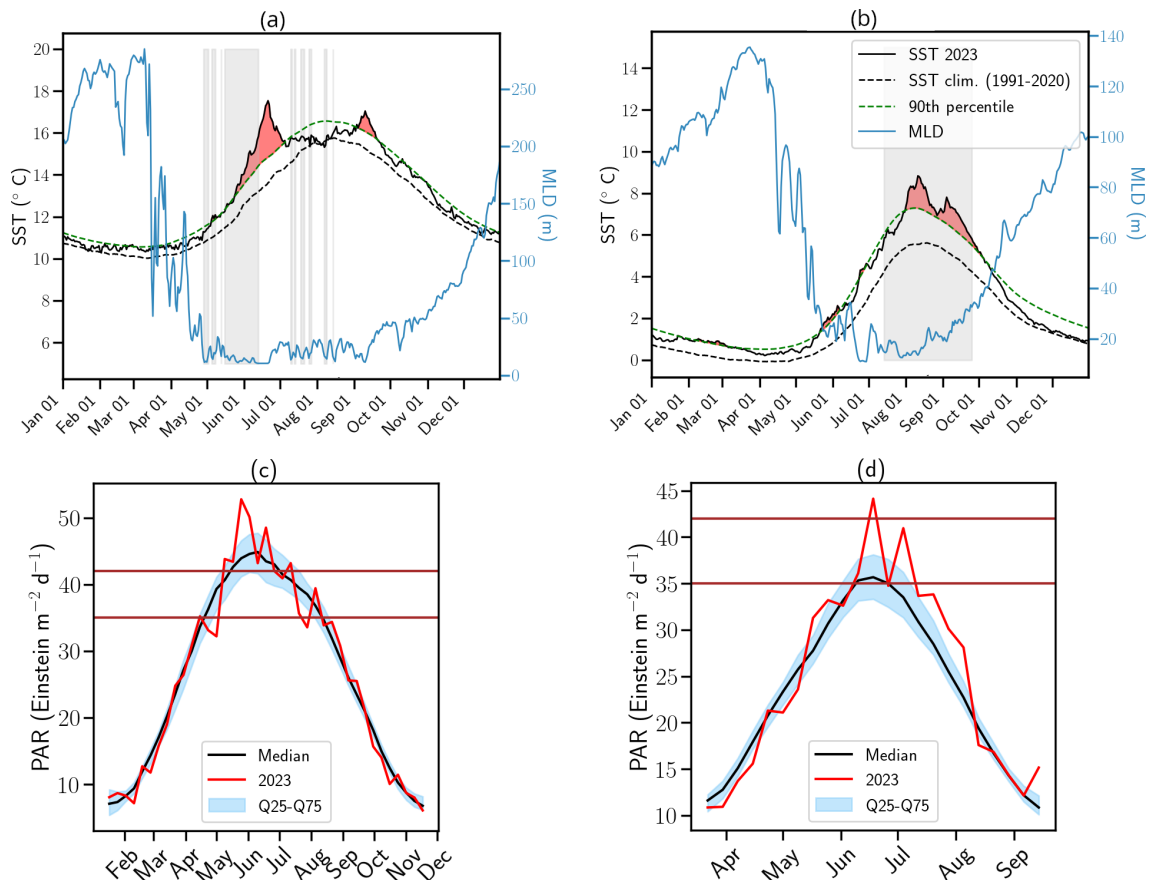 (a)
20
18
16
14
12
10
8
6
SST (° C)
250
200
150
100
50
0
MLD (m)
Jan 01
Feb 01
Mar 01
Apr 01
May 01
Jun 01
Jul 01
Aug 01
Sep 01
Oct 01
Nov 01
Dec 01
(b)
14
12
10
8
6
4
2
0
SST (° C)
SST 2023
SST clim. (1991-2020)
90th percentile
MLD
140
120
100
80
60
40
20
MLD (m)
Jan 01
Feb 01
Mar 01
Apr 01
May 01
Jun 01
Jul 01
Aug 01
Sep 01
Oct 01
Nov 01
Dec 01
(c)
50
40
30
20
10
PAR (Einstein m⁻² d⁻¹)
Median
2023
Q25-Q75
Feb
Mar
Apr
May
Jun
Jul
Aug
Sep
Oct
Nov
Dec
(d)
45
40
35
30
25
20
15
10
PAR (Einstein m⁻² d⁻¹)
Median
2023
Q25-Q75
Apr
May
Jun
Jul
Aug
Sep